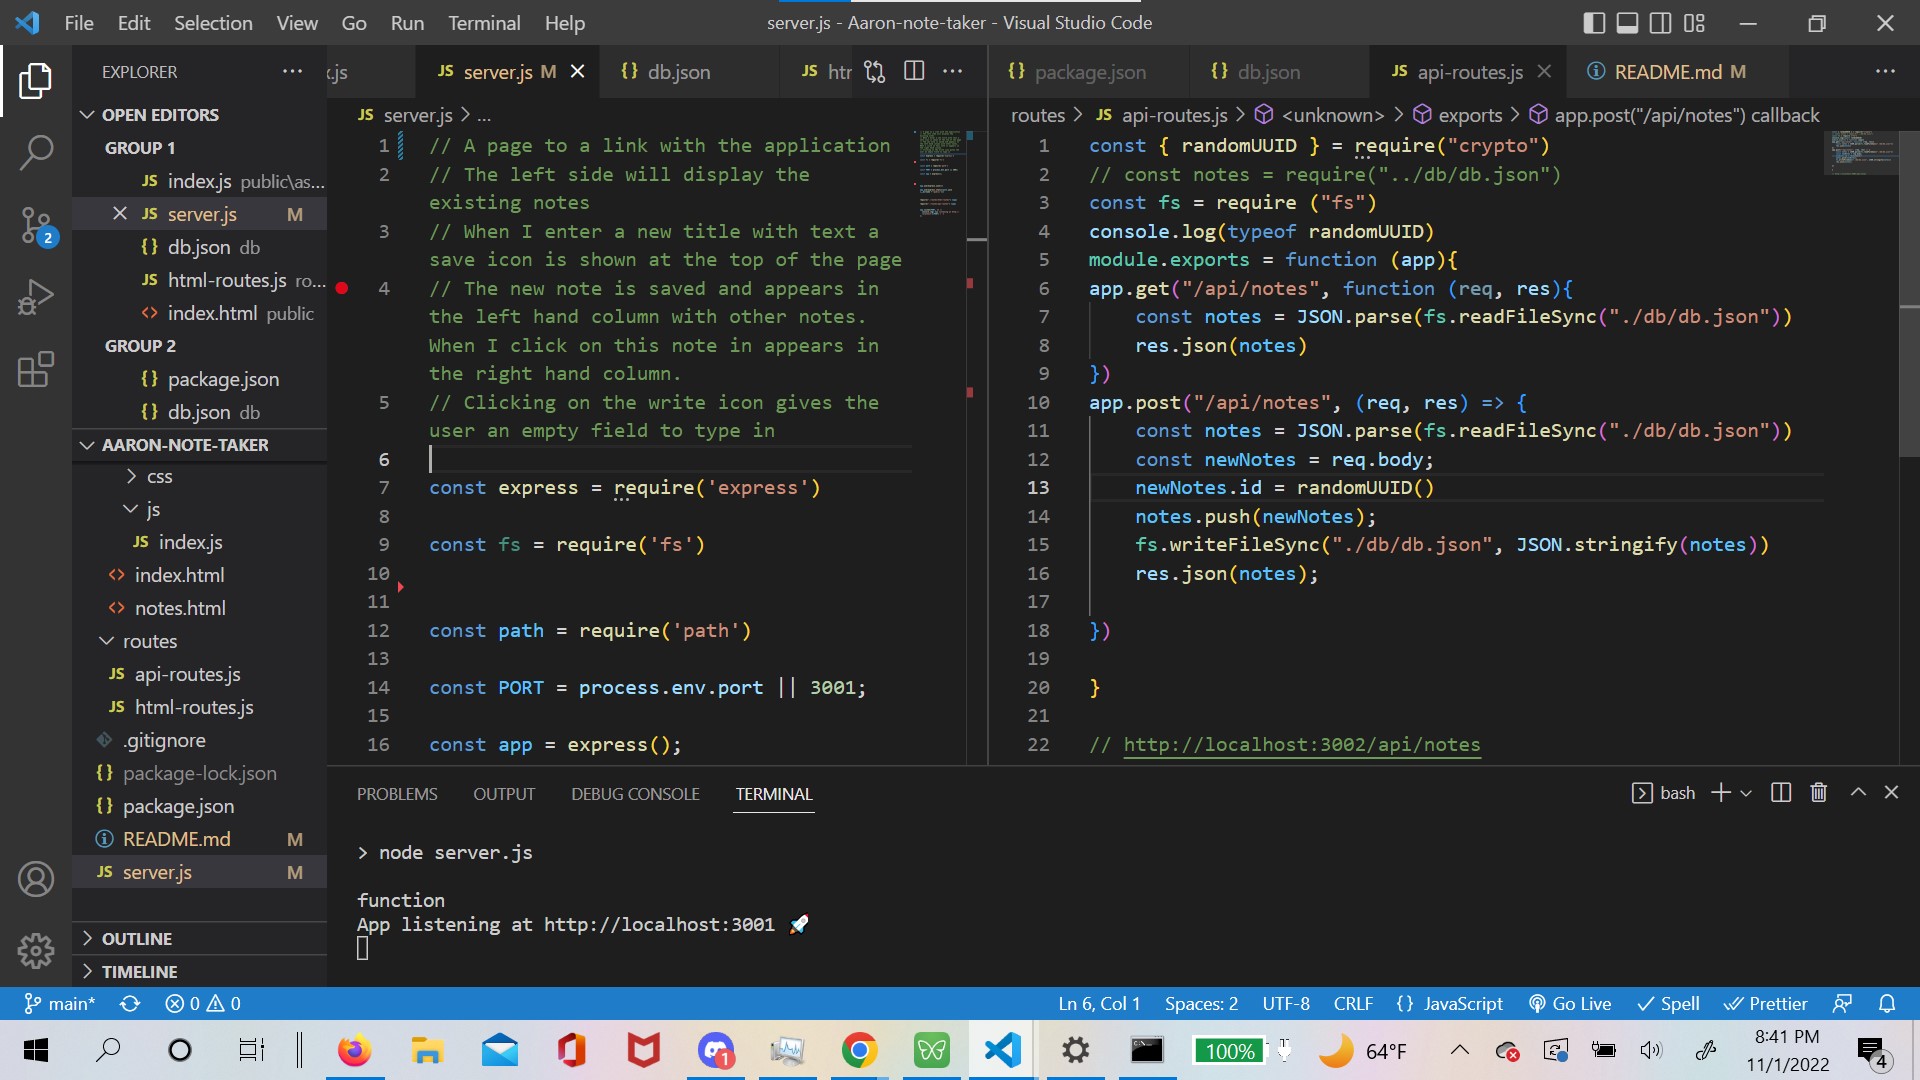 File Edit Selection View Go Run Terminal Help
server.js - Aaron-note-taker - Visual Studio Code
EXPLORER
OPEN EDITORS
GROUP 1
JS index.js public\as...
JS server.js M
{} db.json db
JS html-routes.js ro...
<> index.html public
GROUP 2
{} package.json
{} db.json db
AARON-NOTE-TAKER
css
js
JS index.js
<> index.html
<> notes.html
routes
JS api-routes.js
JS html-routes.js
.gitignore
{} package-lock.json
{} package.json
README.md M
JS server.js M
OUTLINE
TIMELINE
2
JS server.js M
{} db.json
JS htr
JS server.js > ...
1 // A page to a link with the application
2 // The left side will display the
existing notes
3 // When I enter a new title with text a
save icon is shown at the top of the page
4 // The new note is saved and appears in
the left hand column with other notes.
When I click on this note in appears in
the right hand column.
5 // Clicking on the write icon gives the
user an empty field to type in
6
7 const express = require('express')
8
9 const fs = require('fs')
10
11
12 const path = require('path')
13
14 const PORT = process.env.port || 3001;
15
16 const app = express();
{} package.json
{} db.json
JS api-routes.js
README.md M
routes > JS api-routes.js > <unknown> > exports > app.post("/api/notes") callback
1 const { randomUUID } = require("crypto")
2 // const notes = require("../db/db.json")
3 const fs = require ("fs")
4 console.log(typeof randomUUID)
5 module.exports = function (app){
6 app.get("/api/notes", function (req, res){
7 const notes = JSON.parse(fs.readFileSync("./db/db.json"))
8 res.json(notes)
9 })
10 app.post("/api/notes", (req, res) => {
11 const notes = JSON.parse(fs.readFileSync("./db/db.json"))
12 const newNotes = req.body;
13 newNotes.id = randomUUID()
14 notes.push(newNotes);
15 fs.writeFileSync("./db/db.json", JSON.stringify(notes))
16 res.json(notes);
17
18 })
19
20 }
21
22 // http://localhost:3002/api/notes
PROBLEMS OUTPUT DEBUG CONSOLE TERMINAL
bash
> node server.js
function
App listening at http://localhost:3001 🚀
main* 0 0
Ln 6, Col 1 Spaces: 2 UTF-8 CRLF {} JavaScript Go Live Spell Prettier
1
100%
64°F
8:41 PM
11/1/2022
4